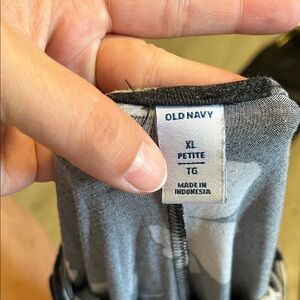 OLD NAVY
XL
PETITE
TG
MADE IN
INDONESIA